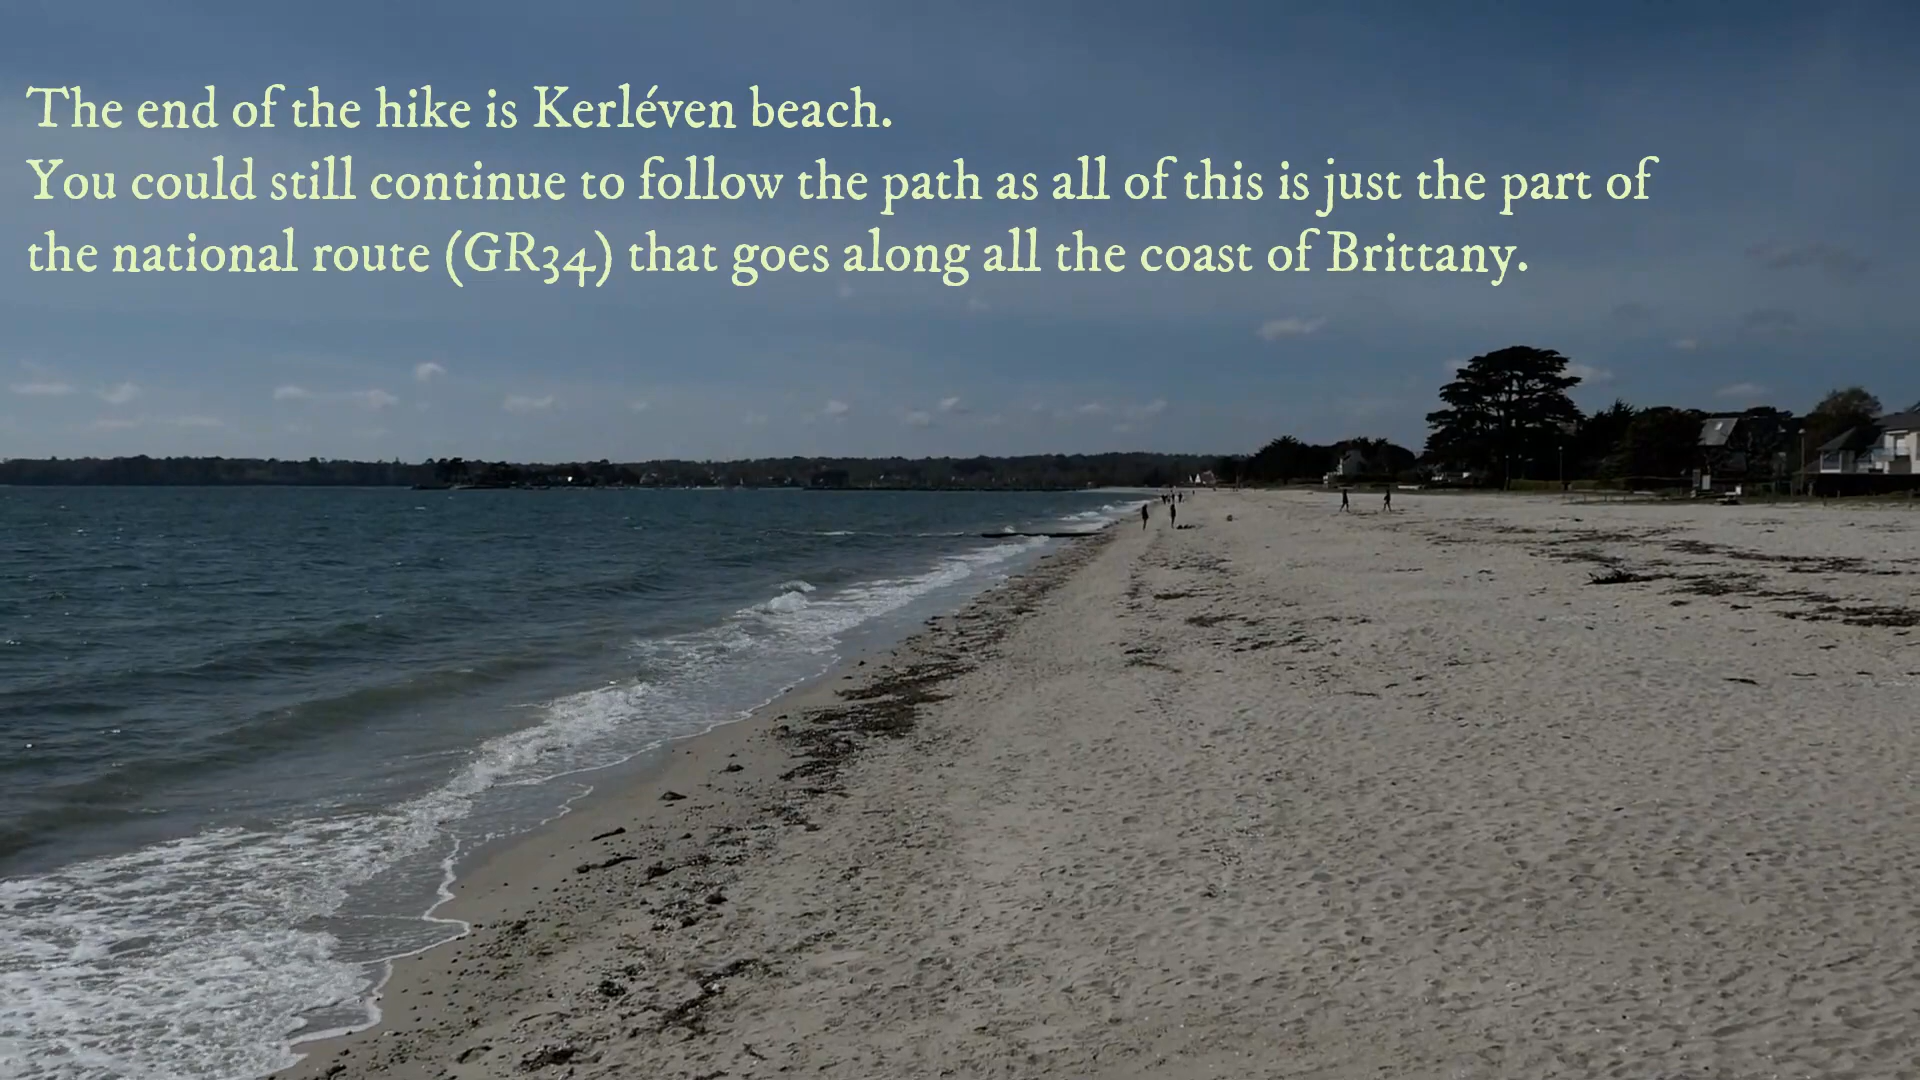 The end of the hike is Kerléven beach.
You could still continue to follow the path as all of this is just the part of
the national route (GR34) that goes along all the coast of Brittany.